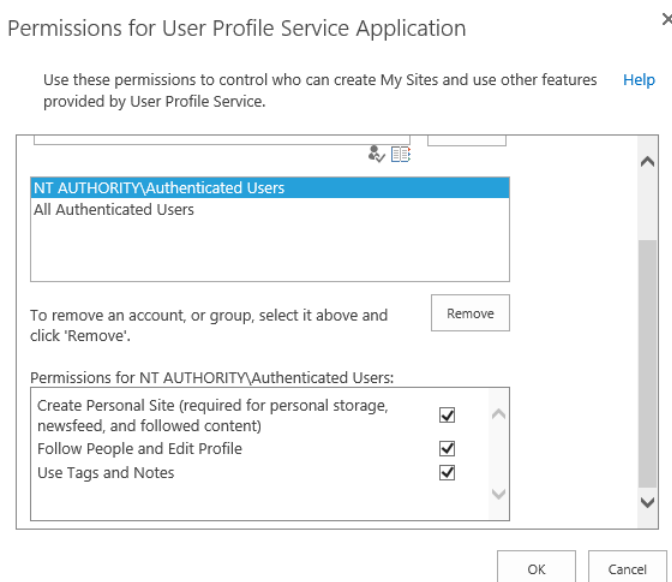 Permissions for User Profile Service Application
Use these permissions to control who can create My Sites and use other features Help
provided by User Profile Service.
NT AUTHORITY\Authenticated Users
All Authenticated Users
To remove an account, or group, select it above and
click 'Remove'.
Remove
Permissions for NT AUTHORITY\Authenticated Users:
Create Personal Site (required for personal storage,
newsfeed, and followed content)
Follow People and Edit Profile
Use Tags and Notes
OK Cancel